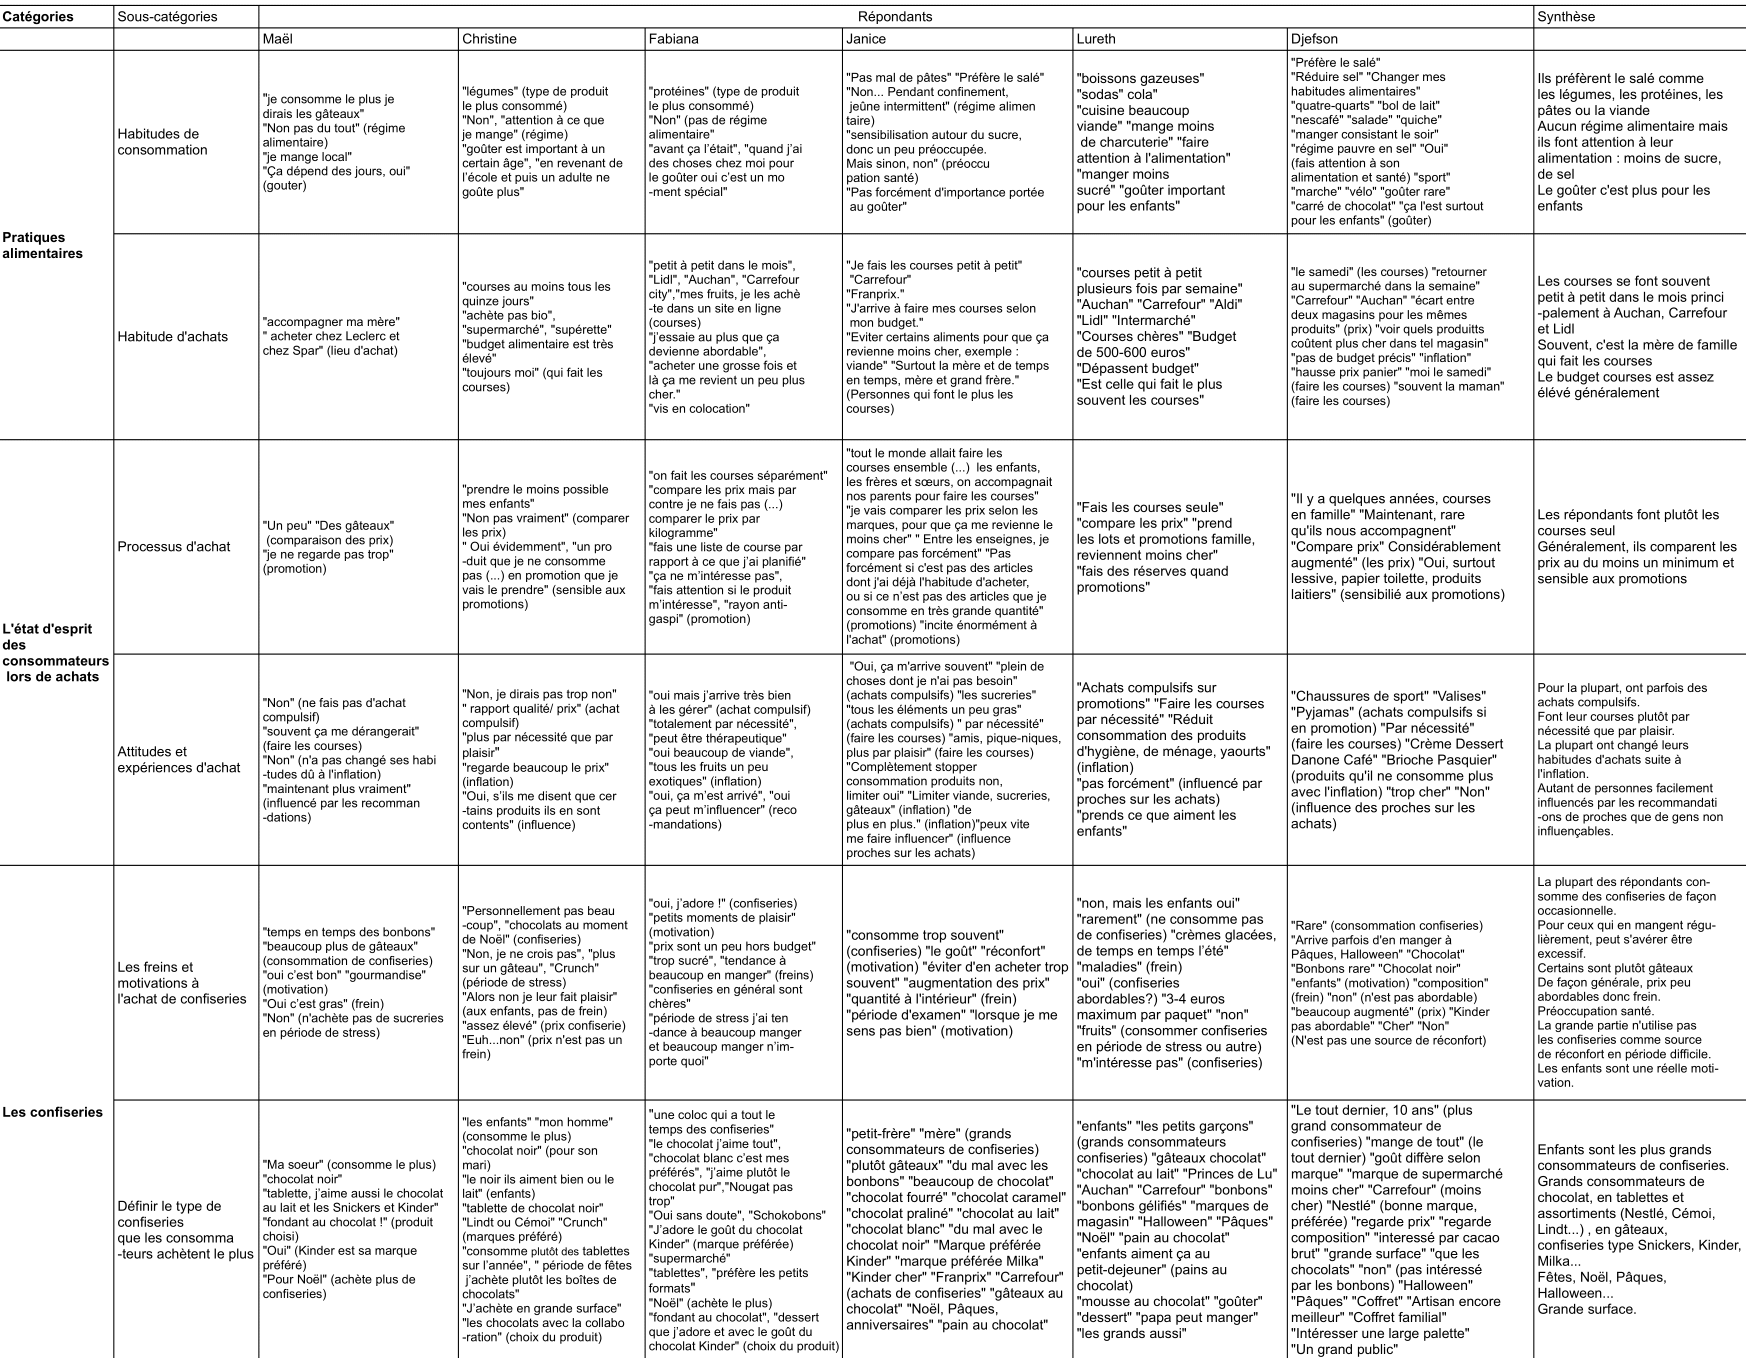 Catégories
Sous-catégories
Répondants
Synthèse
Maël
Christine
Fabiana
Janice
Lureth
Djefson
Pratiques
alimentaires
Habitudes de
consommation
"je consomme le plus je
dirais les gâteaux"
"Non pas du tout" (régime
alimentaire)
"je mange local"
"Ça dépend des jours, oui"
(gouter)
"légumes" (type de produit
le plus consommé)
"Non", "attention à ce que
je mange" (régime)
"goûter est important à un
certain âge", "en revenant de
l'école et puis un adulte ne
goûte plus"
"protéines" (type de produit
le plus consommé)
"Non" (pas de régime
alimentaire"
"avant ça l'était", "quand j'ai
des choses chez moi pour
le goûter oui c'est un mo
-ment spécial"
"Pas mal de pâtes" "Préfère le salé"
"Non... Pendant confinement,
jeûne intermittent" (régime alimen
taire)
"sensibilisation autour du sucre,
donc un peu préoccupée.
Mais sinon, non" (préoccu
pation santé)
"Pas forcément d'importance portée
au goûter"
"boissons gazeuses"
"sodas" cola"
"cuisine beaucoup
viande" "mange moins
de charcuterie" "faire
attention à l'alimentation"
"manger moins
sucré" "goûter important
pour les enfants"
"Préfère le salé"
"Réduire sel" "Changer mes
habitudes alimentaires"
"quatre-quarts" "bol de lait"
"nescafé" "salade" "quiche"
"manger consistant le soir"
"régime pauvre en sel" "Oui"
(fais attention à son
alimentation et santé) "sport"
"marche" "vélo" "goûter rare"
"carré de chocolat" "ça l'est surtout
pour les enfants" (goûter)
Ils préfèrent le salé comme
les légumes, les protéines, les
pâtes ou la viande
Aucun régime alimentaire mais
ils font attention à leur
alimentation : moins de sucre,
de sel
Le goûter c'est plus pour les
enfants
Habitude d'achats
"accompagner ma mère"
" acheter chez Leclerc et
chez Spar" (lieu d'achat)
"courses au moins tous les
quinze jours"
"achète pas bio",
"supermarché", "supérette"
"budget alimentaire est très
élevé"
"toujours moi" (qui fait les
courses)
"petit à petit dans le mois",
"Lidl", "Auchan", "Carrefour
city","mes fruits, je les achè
-te dans un site en ligne
(courses)
"j'essaie au plus que ça
devienne abordable",
"acheter une grosse fois et
là ça me revient un peu plus
cher."
"vis en colocation"
"Je fais les courses petit à petit"
"Carrefour"
"Franprix."
"J'arrive à faire mes courses selon
mon budget."
"Eviter certains aliments pour que ça
revienne moins cher, exemple :
viande" "Surtout la mère et de temps
en temps, mère et grand frère."
(Personnes qui font le plus les
courses)
"courses petit à petit
plusieurs fois par semaine"
"Auchan" "Carrefour" "Aldi"
"Lidl" "Intermarché"
"Courses chères" "Budget
de 500-600 euros"
"Dépassent budget"
"Est celle qui fait le plus
souvent les courses"
"le samedi" (les courses) "retourner
au supermarché dans la semaine"
"Carrefour" "Auchan" "écart entre
deux magasins pour les mêmes
produits" (prix) "voir quels produitts
coûtent plus cher dans tel magasin"
"pas de budget précis" "inflation"
"hausse prix panier" "moi le samedi"
(faire les courses) "souvent la maman"
(faire les courses)
Les courses se font souvent
petit à petit dans le mois princi
-palement à Auchan, Carrefour
et Lidl
Souvent, c'est la mère de famille
qui fait les courses
Le budget courses est assez
élévé généralement
L'état d'esprit
des
consommateurs
lors de achats
Processus d'achat
"Un peu" "Des gâteaux"
(comparaison des prix)
"je ne regarde pas trop"
(promotion)
"prendre le moins possible
mes enfants"
"Non pas vraiment" (comparer
les prix)
" Oui évidemment", "un pro
-duit que je ne consomme
pas (...) en promotion que je
vais le prendre" (sensible aux
promotions)
"on fait les courses séparément"
"compare les prix mais par
contre je ne fais pas (...)
comparer le prix par
kilogramme"
"fais une liste de course par
rapport à ce que j'ai planifié"
"ça ne m'intéresse pas",
"fais attention si le produit
m'intéresse", "rayon anti-
gaspi" (promotion)
"tout le monde allait faire les
courses ensemble (...) les enfants,
les frères et sœurs, on accompagnait
nos parents pour faire les courses"
"je vais comparer les prix selon les
marques, pour que ça me revienne le
moins cher" " Entre les enseignes, je
compare pas forcément" "Pas
forcément si c'est pas des articles
dont j'ai déjà l'habitude d'acheter,
ou si ce n'est pas des articles que je
consomme en très grande quantité"
(promotions) "incite énormément à
l'achat" (promotions)
"Fais les courses seule"
"compare les prix" "prend
les lots et promotions famille,
reviennent moins cher"
"fais des réserves quand
promotions"
"Il y a quelques années, courses
en famille" "Maintenant, rare
qu'ils nous accompagnent"
"Compare prix" Considérablement
augmenté" (les prix) "Oui, surtout
lessive, papier toilette, produits
laitiers" (sensibilié aux promotions)
Les répondants font plutôt les
courses seul
Généralement, ils comparent les
prix au du moins un minimum et
sensible aux promotions
Attitudes et
expériences d'achat
"Non" (ne fais pas d'achat
compulsif)
"souvent ça me dérangerait"
(faire les courses)
"Non" (n'a pas changé ses habi
-tudes dû à l'inflation)
"maintenant plus vraiment"
(influencé par les recomman
-dations)
"Non, je dirais pas trop non"
" rapport qualité/ prix" (achat
compulsif)
"plus par nécessité que par
plaisir"
"regarde beaucoup le prix"
(inflation)
"Oui, s'ils me disent que cer
-tains produits ils en sont
contents" (influence)
"oui mais j'arrive très bien
à les gérer" (achat compulsif)
"totalement par nécessité",
"peut être thérapeutique"
"oui beaucoup de viande",
"tous les fruits un peu
exotiques" (inflation)
"oui, ça m'est arrivé", "oui
ça peut m'influencer" (reco
-mandations)
"Oui, ça m'arrive souvent" "plein de
choses dont je n'ai pas besoin"
(achats compulsifs) "les sucreries"
"tous les éléments un peu gras"
(achats compulsifs) " par nécessité"
(faire les courses) "amis, pique-niques,
plus par plaisir" (faire les courses)
"Complètement stopper
consommation produits non,
limiter oui" "Limiter viande, sucreries,
gâteaux" (inflation) "de
plus en plus." (inflation)"peux vite
me faire influencer" (influence
proches sur les achats)
"Achats compulsifs sur
promotions" "Faire les courses
par nécessité" "Réduit
consommation des produits
d'hygiène, de ménage, yaourts"
(inflation)
"pas forcément" (influencé par
proches sur les achats)
"prends ce que aiment les
enfants"
"Chaussures de sport" "Valises"
"Pyjamas" (achats compulsifs si
en promotion) "Par nécessité"
(faire les courses) "Crème Dessert
Danone Café" "Brioche Pasquier"
(produits qu'il ne consomme plus
avec l'inflation) "trop cher" "Non"
(influence des proches sur les
achats)
Pour la plupart, ont parfois des
achats compulsifs.
Font leur courses plutôt par
nécessité que par plaisir.
La plupart ont changé leurs
habitudes d'achats suite à
l'inflation.
Autant de personnes facilement
influencés par les recommandati
-ons de proches que de gens non
influençables.
Les confiseries
Les freins et
motivations à
l'achat de confiseries
"temps en temps des bonbons"
"beaucoup plus de gâteaux"
(consommation de confiseries)
"oui c'est bon" "gourmandise"
(motivation)
"Oui c'est gras" (frein)
"Non" (n'achète pas de sucreries
en période de stress)
"Personnellement pas beau
-coup", "chocolats au moment
de Noël" (confiseries)
"Non, je ne crois pas", "plus
sur un gâteau", "Crunch"
(période de stress)
"Alors non je leur fait plaisir"
(aux enfants, pas de frein)
"assez élevé" (prix confiserie)
"Euh...non" (prix n'est pas un
frein)
"oui, j'adore !" (confiseries)
"petits moments de plaisir"
(motivation)
"prix sont un peu hors budget"
"trop sucré", "tendance à
beaucoup en manger" (freins)
"confiseries en général sont
chères"
"période de stress j'ai ten
-dance à beaucoup manger
et beaucoup manger n'im-
porte quoi"
"consomme trop souvent"
(confiseries) "le goût" "réconfort"
(motivation) "éviter d'en acheter trop
souvent" "augmentation des prix"
"quantité à l'intérieur" (frein)
"période d'examen" "lorsque je me
sens pas bien" (motivation)
"non, mais les enfants oui"
"rarement" (ne consomme pas
de confiseries) "crèmes glacées,
de temps en temps l'été"
"maladies" (frein)
"oui" (confiseries
abordables?) "3-4 euros
maximum par paquet" "non"
"fruits" (consommer confiseries
en période de stress ou autre)
"m'intéresse pas" (confiseries)
"Rare" (consommation confiseries)
"Arrive parfois d'en manger à
Pâques, Halloween" "Chocolat"
"Bonbons rare" "Chocolat noir"
"enfants" (motivation) "composition"
(frein) "non" (n'est pas abordable)
"beaucoup augmenté" (prix) "Kinder
pas abordable" "Cher" "Non"
(N'est pas une source de réconfort)
La plupart des répondants con-
somme des confiseries de façon
occasionnelle.
Pour ceux qui en mangent régu-
lièrement, peut s'avérer être
excessif.
Certains sont plutôt gâteaux
De façon générale, prix peu
abordables donc frein.
Préoccupation santé.
La grande partie n'utilise pas
les confiseries comme source
de réconfort en période difficile.
Les enfants sont une réelle moti-
vation.
Définir le type de
confiseries
que les consomma
-teurs achètent le plus
"Ma soeur" (consomme le plus)
"chocolat noir"
"tablette, j'aime aussi le chocolat
au lait et les Snickers et Kinder"
"fondant au chocolat !" (produit
choisi)
"Oui" (Kinder est sa marque
préféré)
"Pour Noël" (achète plus de
confiseries)
"les enfants" "mon homme"
(consomme le plus)
"chocolat noir" (pour son
mari)
"le noir ils aiment bien ou le
lait" (enfants)
"tablette de chocolat noir"
"Lindt ou Cémoi" "Crunch"
(marques préféré)
"consomme plutôt des tablettes
sur l'année", " période de fêtes
j'achète plutôt les boîtes de
chocolats"
"J'achète en grande surface"
"les chocolats avec la collabo
-ration" (choix du produit)
"une coloc qui a tout le
temps des confiseries"
"le chocolat j'aime tout",
"chocolat blanc c'est mes
préférés", "j'aime plutôt le
chocolat pur","Nougat pas
trop"
"Oui sans doute", "Schokobons"
"J'adore le goût du chocolat
Kinder" (marque préférée)
"supermarché"
"tablettes", "préfère les petits
formats"
"Noël" (achète le plus)
"fondant au chocolat", "dessert
que j'adore et avec le goût du
chocolat Kinder" (choix du produit)
"petit-frère" "mère" (grands
consommateurs de confiseries)
"plutôt gâteaux" "du mal avec les
bonbons" "beaucoup de chocolat"
"chocolat fourré" "chocolat caramel"
"chocolat praliné" "chocolat au lait"
"chocolat blanc" "du mal avec le
chocolat noir" "Marque préférée
Kinder" "marque préférée Milka"
"Kinder cher" "Franprix" "Carrefour"
(achats de confiseries) "gâteaux au
chocolat" "Noël, Pâques,
anniversaires" "pain au chocolat"
"enfants" "les petits garçons"
(grands consommateurs
confiseries) "gâteaux chocolat"
"chocolat au lait" "Princes de Lu"
"Auchan" "Carrefour" "bonbons"
"bonbons gélifiés" "marques de
magasin" "Halloween" "Pâques"
"Noël" "pain au chocolat"
"enfants aiment ça au
petit-dejeuner" (pains au
chocolat)
"mousse au chocolat" "goûter"
"dessert" "papa peut manger"
"les grands aussi"
"Le tout dernier, 10 ans" (plus
grand consommateur de
confiseries) "mange de tout" (le
tout dernier) "goût diffère selon
marque" "marque de supermarché
moins cher" "Carrefour" (moins
cher) "Nestlé" (bonne marque,
préférée) "regarde prix" "regarde
composition" "interessé par cacao
brut" "grande surface" "que les
chocolats" "non" (pas intéressé
par les bonbons) "Halloween"
"Pâques" "Coffret" "Artisan encore
meilleur" "Coffret familial"
"Intéresser une large palette"
"Un grand public"
Enfants sont les plus grands
consommateurs de confiseries.
Grands consommateurs de
chocolat, en tablettes et
assortiments (Nestlé, Cémoi,
Lindt...) , en gâteaux,
confiseries type Snickers, Kinder,
Milka...
Fêtes, Noël, Pâques,
Halloween...
Grande surface.